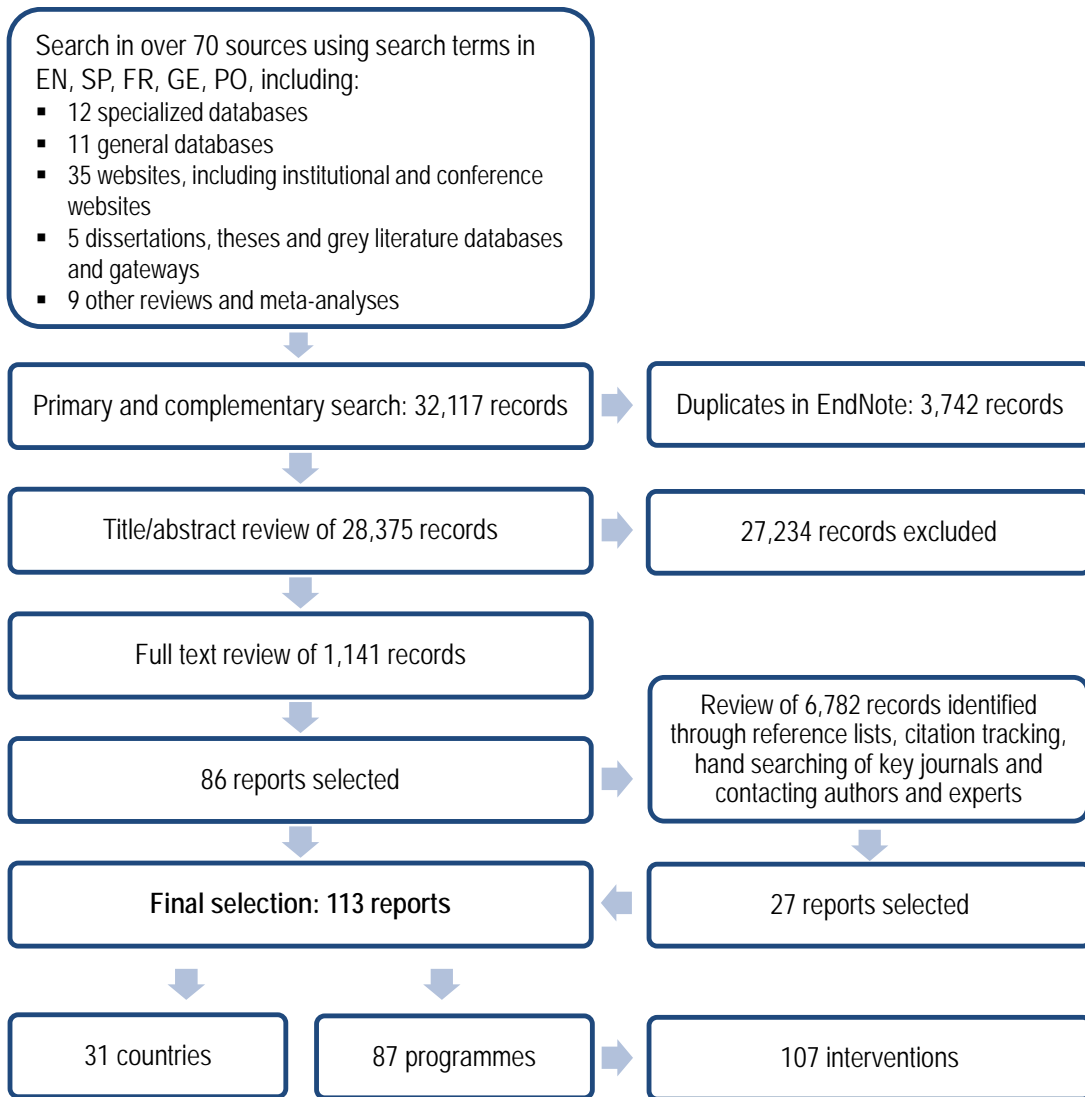 Search in over 70 sources using search terms in
EN, SP, FR, GE, PO, including:
▪ 12 specialized databases
▪ 11 general databases
▪ 35 websites, including institutional and conference
websites
▪ 5 dissertations, theses and grey literature databases
and gateways
▪ 9 other reviews and meta-analyses
Primary and complementary search: 32,117 records
Duplicates in EndNote: 3,742 records
Title/abstract review of 28,375 records
27,234 records excluded
Full text review of 1,141 records
86 reports selected
Review of 6,782 records identified
through reference lists, citation tracking,
hand searching of key journals and
contacting authors and experts
27 reports selected
Final selection: 113 reports
31 countries
87 programmes
107 interventions